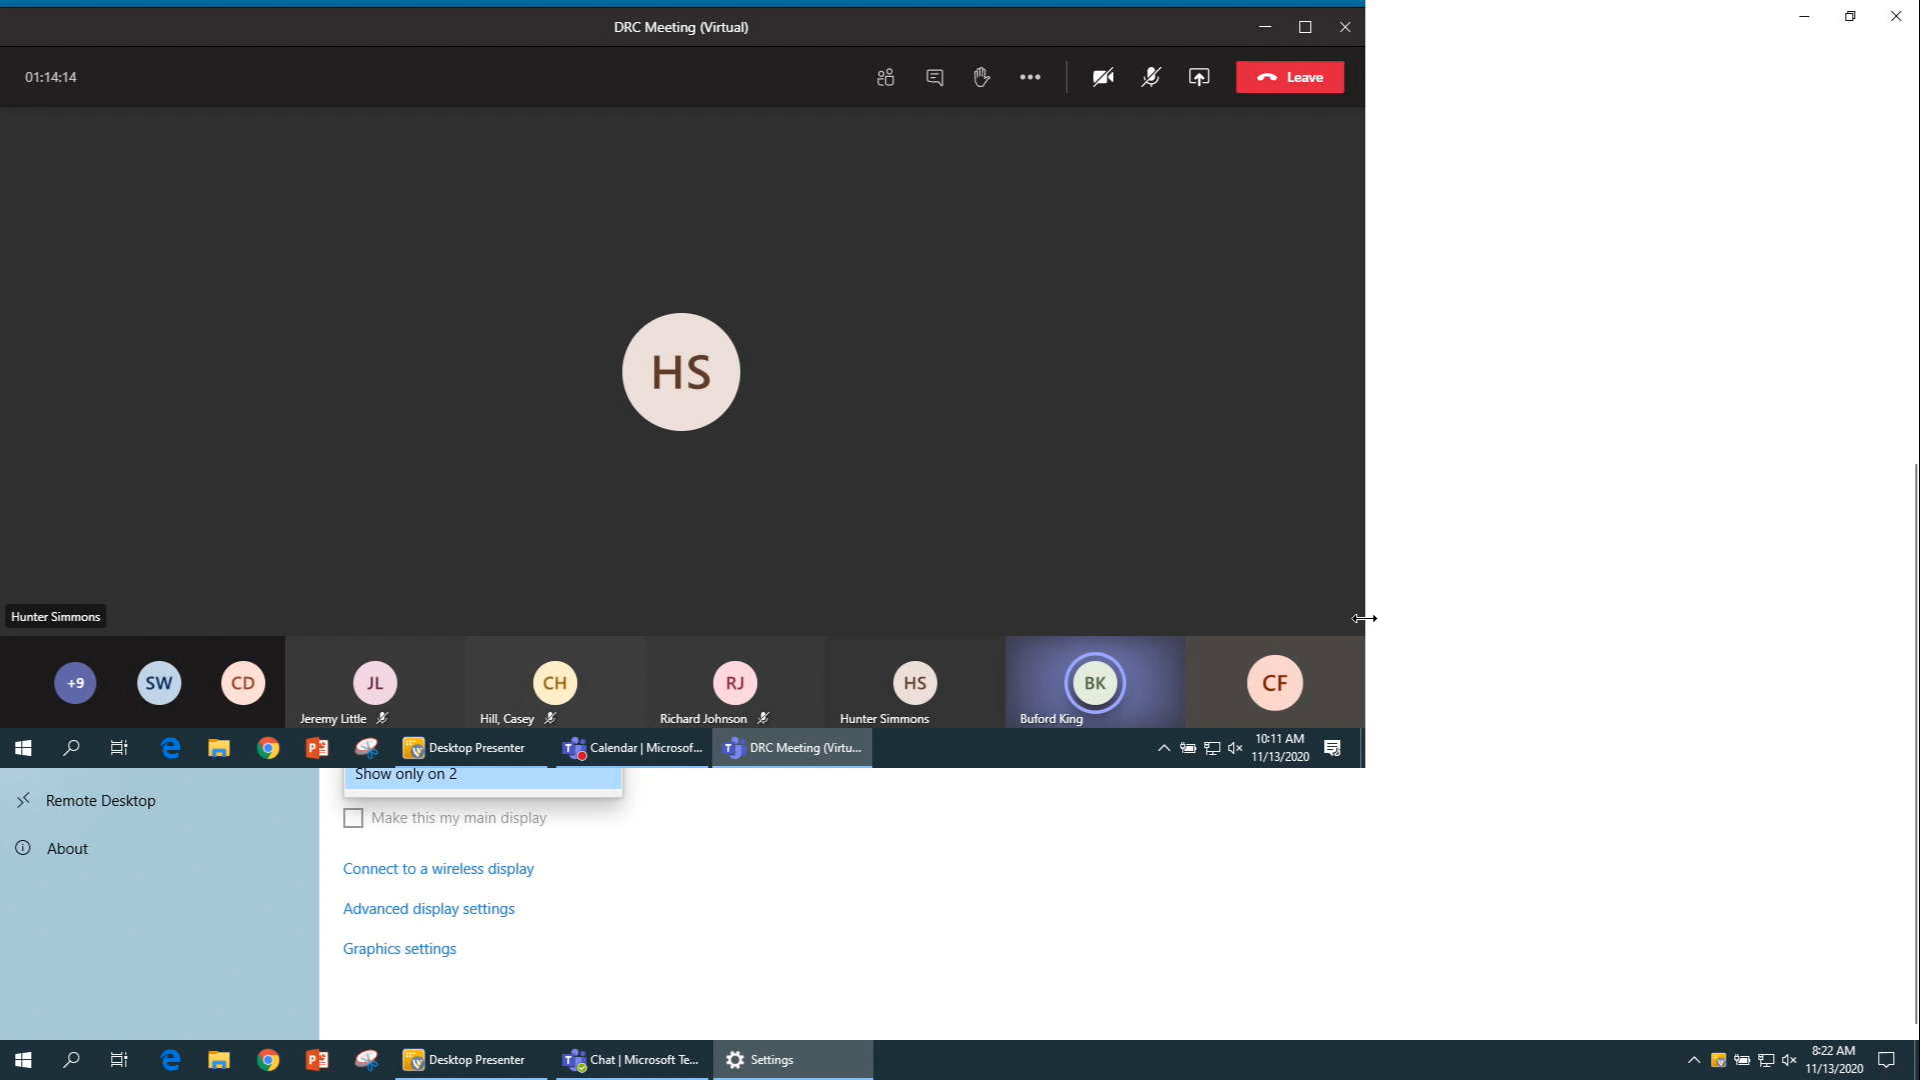 DRC Meeting (Virtual)
01:14:14
Leave
HS
Hunter Simmons
+9
SW
CD
JL
CH
RJ
HS
BK
CF
Jeremy Little
Hill, Casey
Richard Johnson
Hunter Simmons
Buford King
Desktop Presenter
Calendar | Microsof...
DRC Meeting (Virtu...
10:11 AM
11/13/2020
Show only on 2
Remote Desktop
Make this my main display
About
Connect to a wireless display
Advanced display settings
Graphics settings
Desktop Presenter
Chat | Microsoft Te...
Settings
8:22 AM
11/13/2020